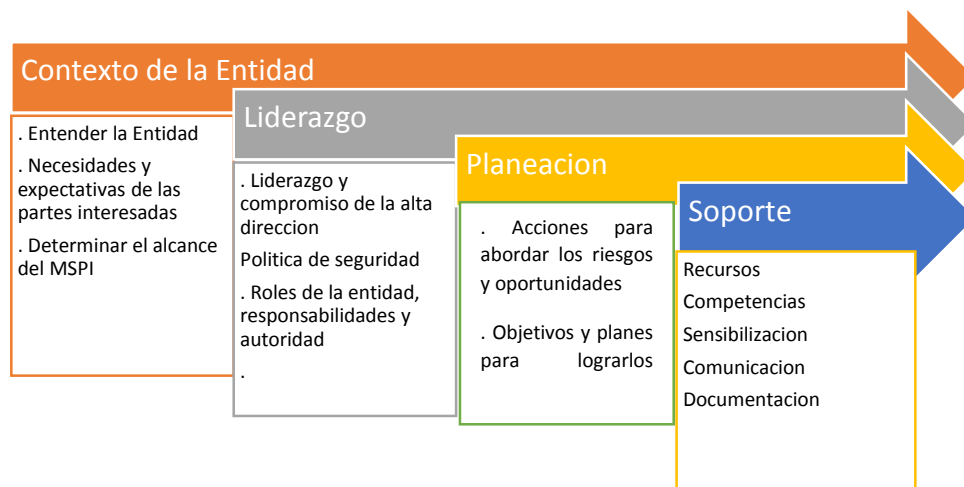 Contexto de la Entidad
. Entender la Entidad
. Necesidades y
expectativas de las
partes interesadas
. Determinar el alcance
del MSPI
Liderazgo
. Liderazgo y
compromiso de la alta
direccion
Politica de seguridad
. Roles de la entidad,
responsabilidades y
autoridad
.
Planeacion
. Acciones para
abordar los riesgos
y oportunidades
. Objetivos y planes
para lograrlos
Soporte
Recursos
Competencias
Sensibilizacion
Comunicacion
Documentacion